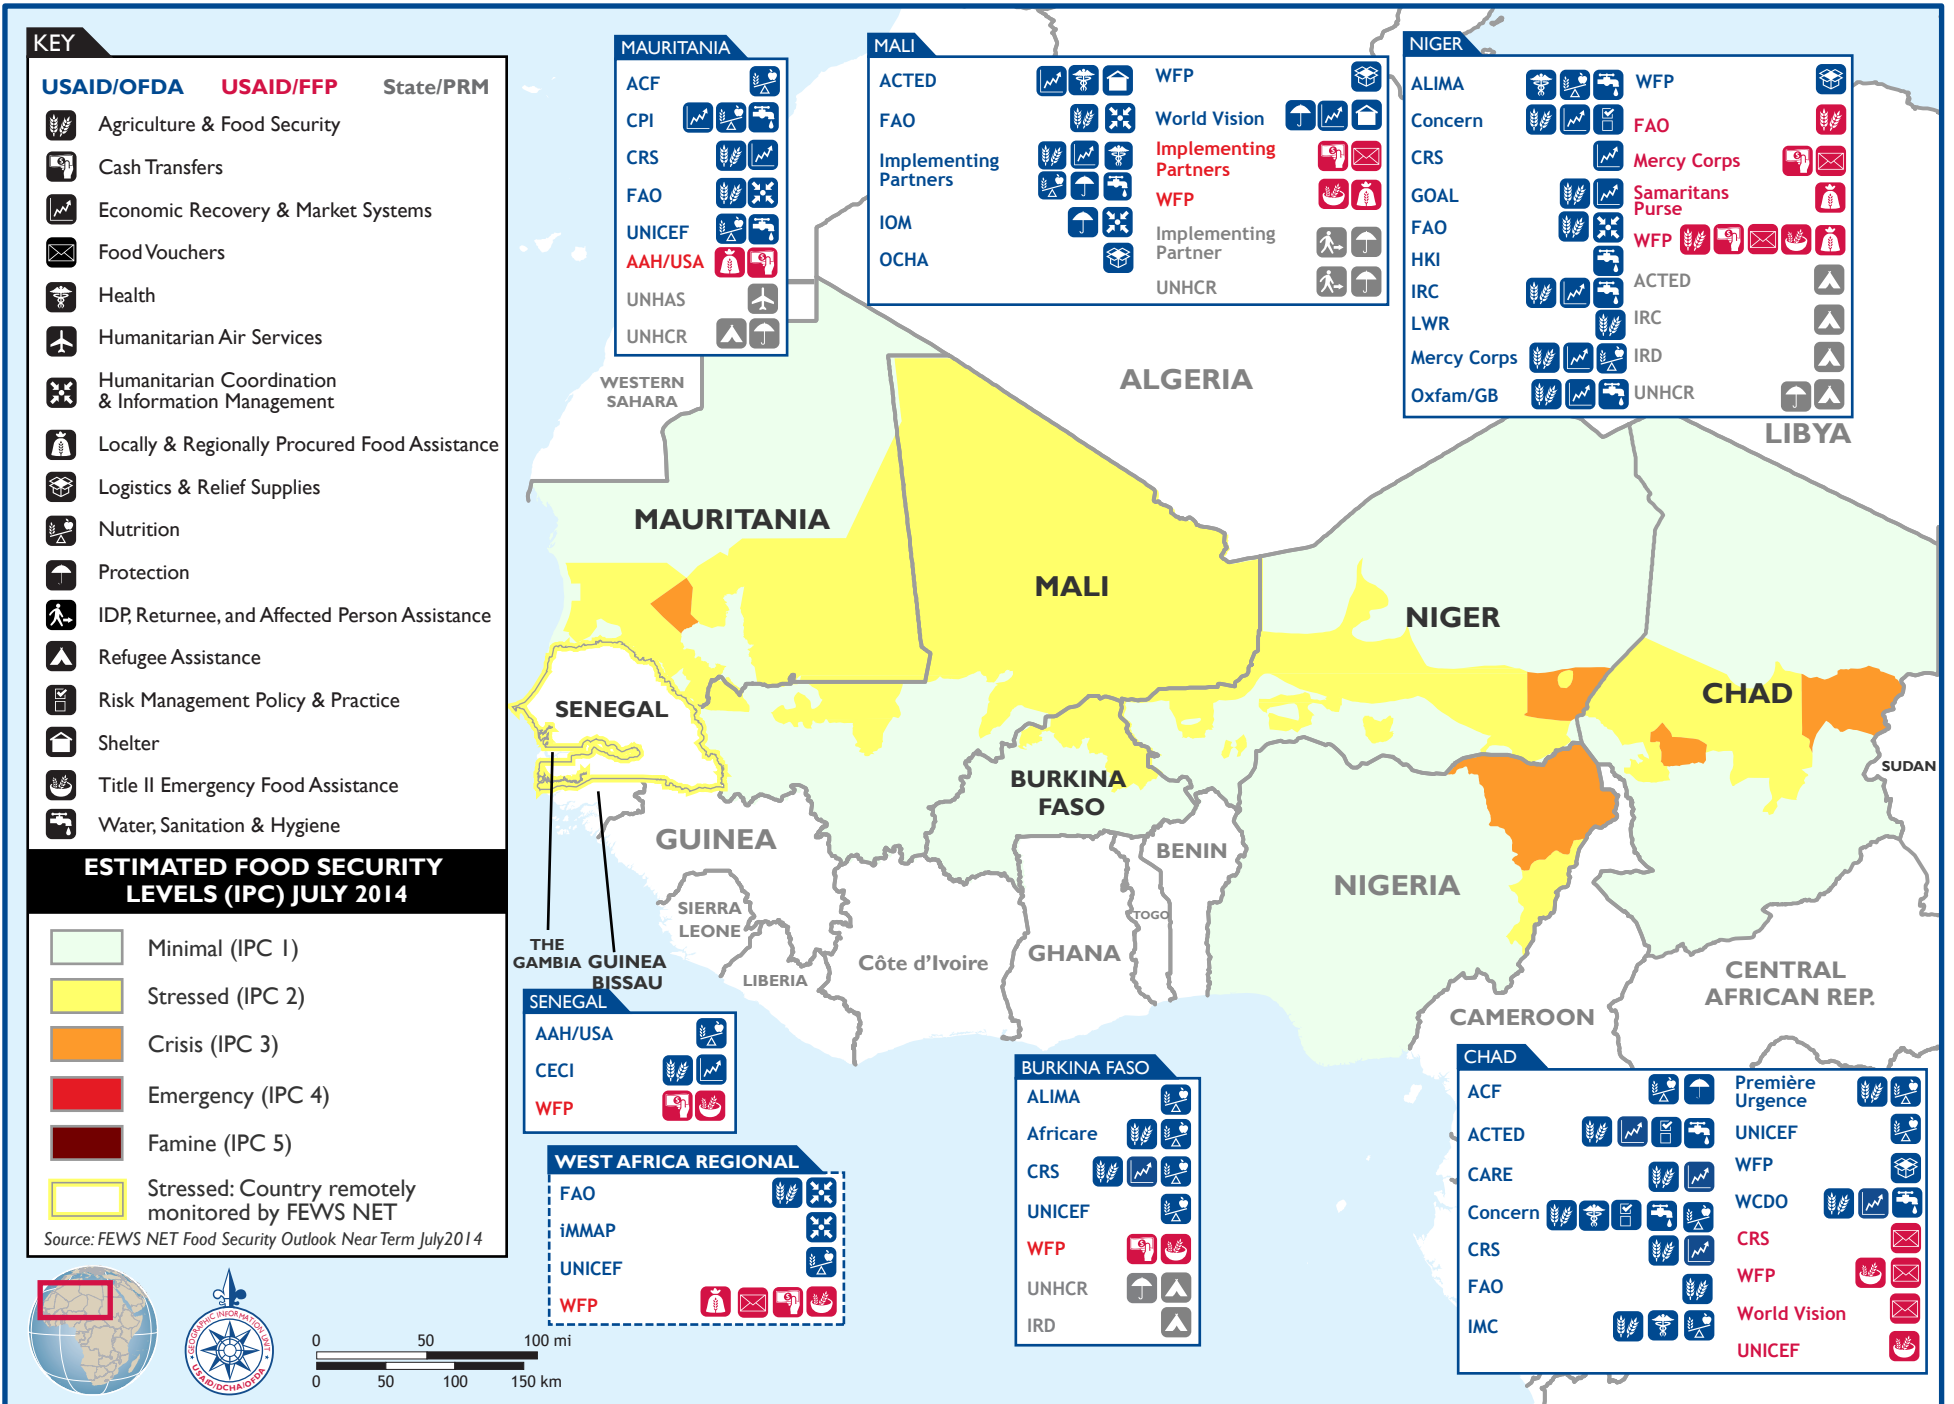 KEY
USAID/OFDA USAID/FFP State/PRM
Agriculture & Food Security
Cash Transfers
Economic Recovery & Market Systems
Food Vouchers
Health
Humanitarian Air Services
Humanitarian Coordination
& Information Management
Locally & Regionally Procured Food Assistance
Logistics & Relief Supplies
Nutrition
Protection
IDP, Returnee, and Affected Person Assistance
Refugee Assistance
Risk Management Policy & Practice
Shelter
Title II Emergency Food Assistance
Water, Sanitation & Hygiene
ESTIMATED FOOD SECURITY
LEVELS (IPC) JULY 2014
Minimal (IPC 1)
Stressed (IPC 2)
Crisis (IPC 3)
Emergency (IPC 4)
Famine (IPC 5)
Stressed: Country remotely
monitored by FEWS NET
Source: FEWS NET Food Security Outlook Near Term July2014
GEOGRAPHIC INFORMATION UNIT
USAID/DCHA/OFDA
0 50 100 mi
0 50 100 150 km
MAURITANIA
ACF
CPI
CRS
FAO
UNICEF
AAH/USA
UNHAS
UNHCR
MALI
ACTED
FAO
Implementing
Partners
IOM
OCHA
WFP
World Vision
Implementing
Partners
WFP
Implementing
Partner
UNHCR
NIGER
ALIMA
Concern
CRS
GOAL
FAO
HKI
IRC
LWR
Mercy Corps
Oxfam/GB
WFP
FAO
Mercy Corps
Samaritans
Purse
WFP
ACTED
IRC
IRD
UNHCR
WESTERN
SAHARA
ALGERIA
LIBYA
MAURITANIA
MALI
NIGER
CHAD
SENEGAL
BURKINA
FASO
SUDAN
GUINEA
BENIN
NIGERIA
SIERRA
LEONE
TOGO
GHANA
THE
GAMBIA
GUINEA
BISSAU
LIBERIA
Côte d'Ivoire
CENTRAL
AFRICAN REP.
CAMEROON
SENEGAL
AAH/USA
CECI
WFP
WEST AFRICA REGIONAL
FAO
iMMAP
UNICEF
WFP
BURKINA FASO
ALIMA
Africare
CRS
UNICEF
WFP
UNHCR
IRD
CHAD
ACF
ACTED
CARE
Concern
CRS
FAO
IMC
Première
Urgence
UNICEF
WFP
WCDO
CRS
WFP
World Vision
UNICEF